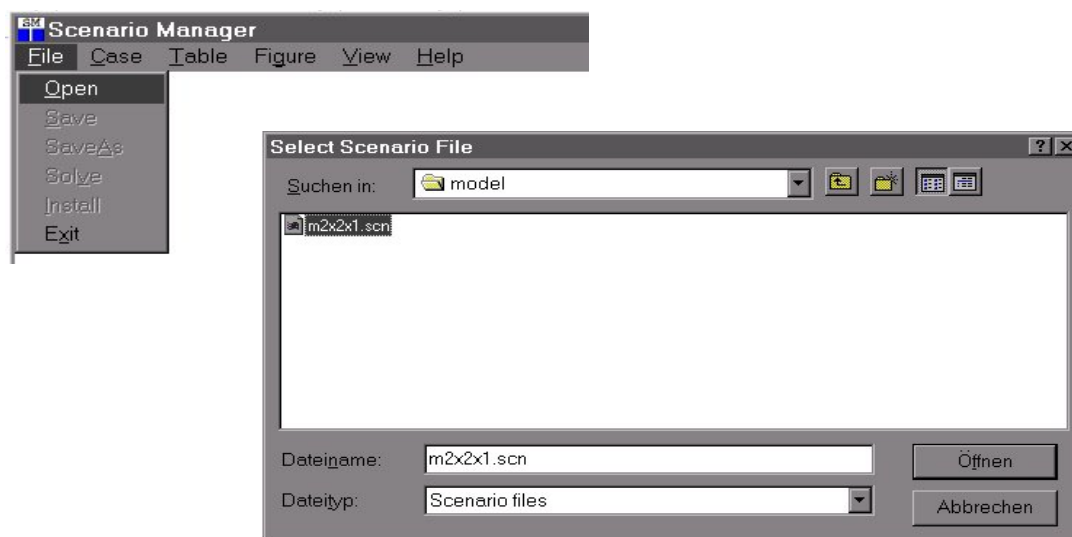 SM Scenario Manager
File Case Table Figure View Help
Open
Save
SaveAs
Solve
Install
Exit
Select Scenario File
Suchen in: model
m2x2x1.scn
Dateiname: m2x2x1.scn
Öffnen
Dateityp: Scenario files
Abbrechen